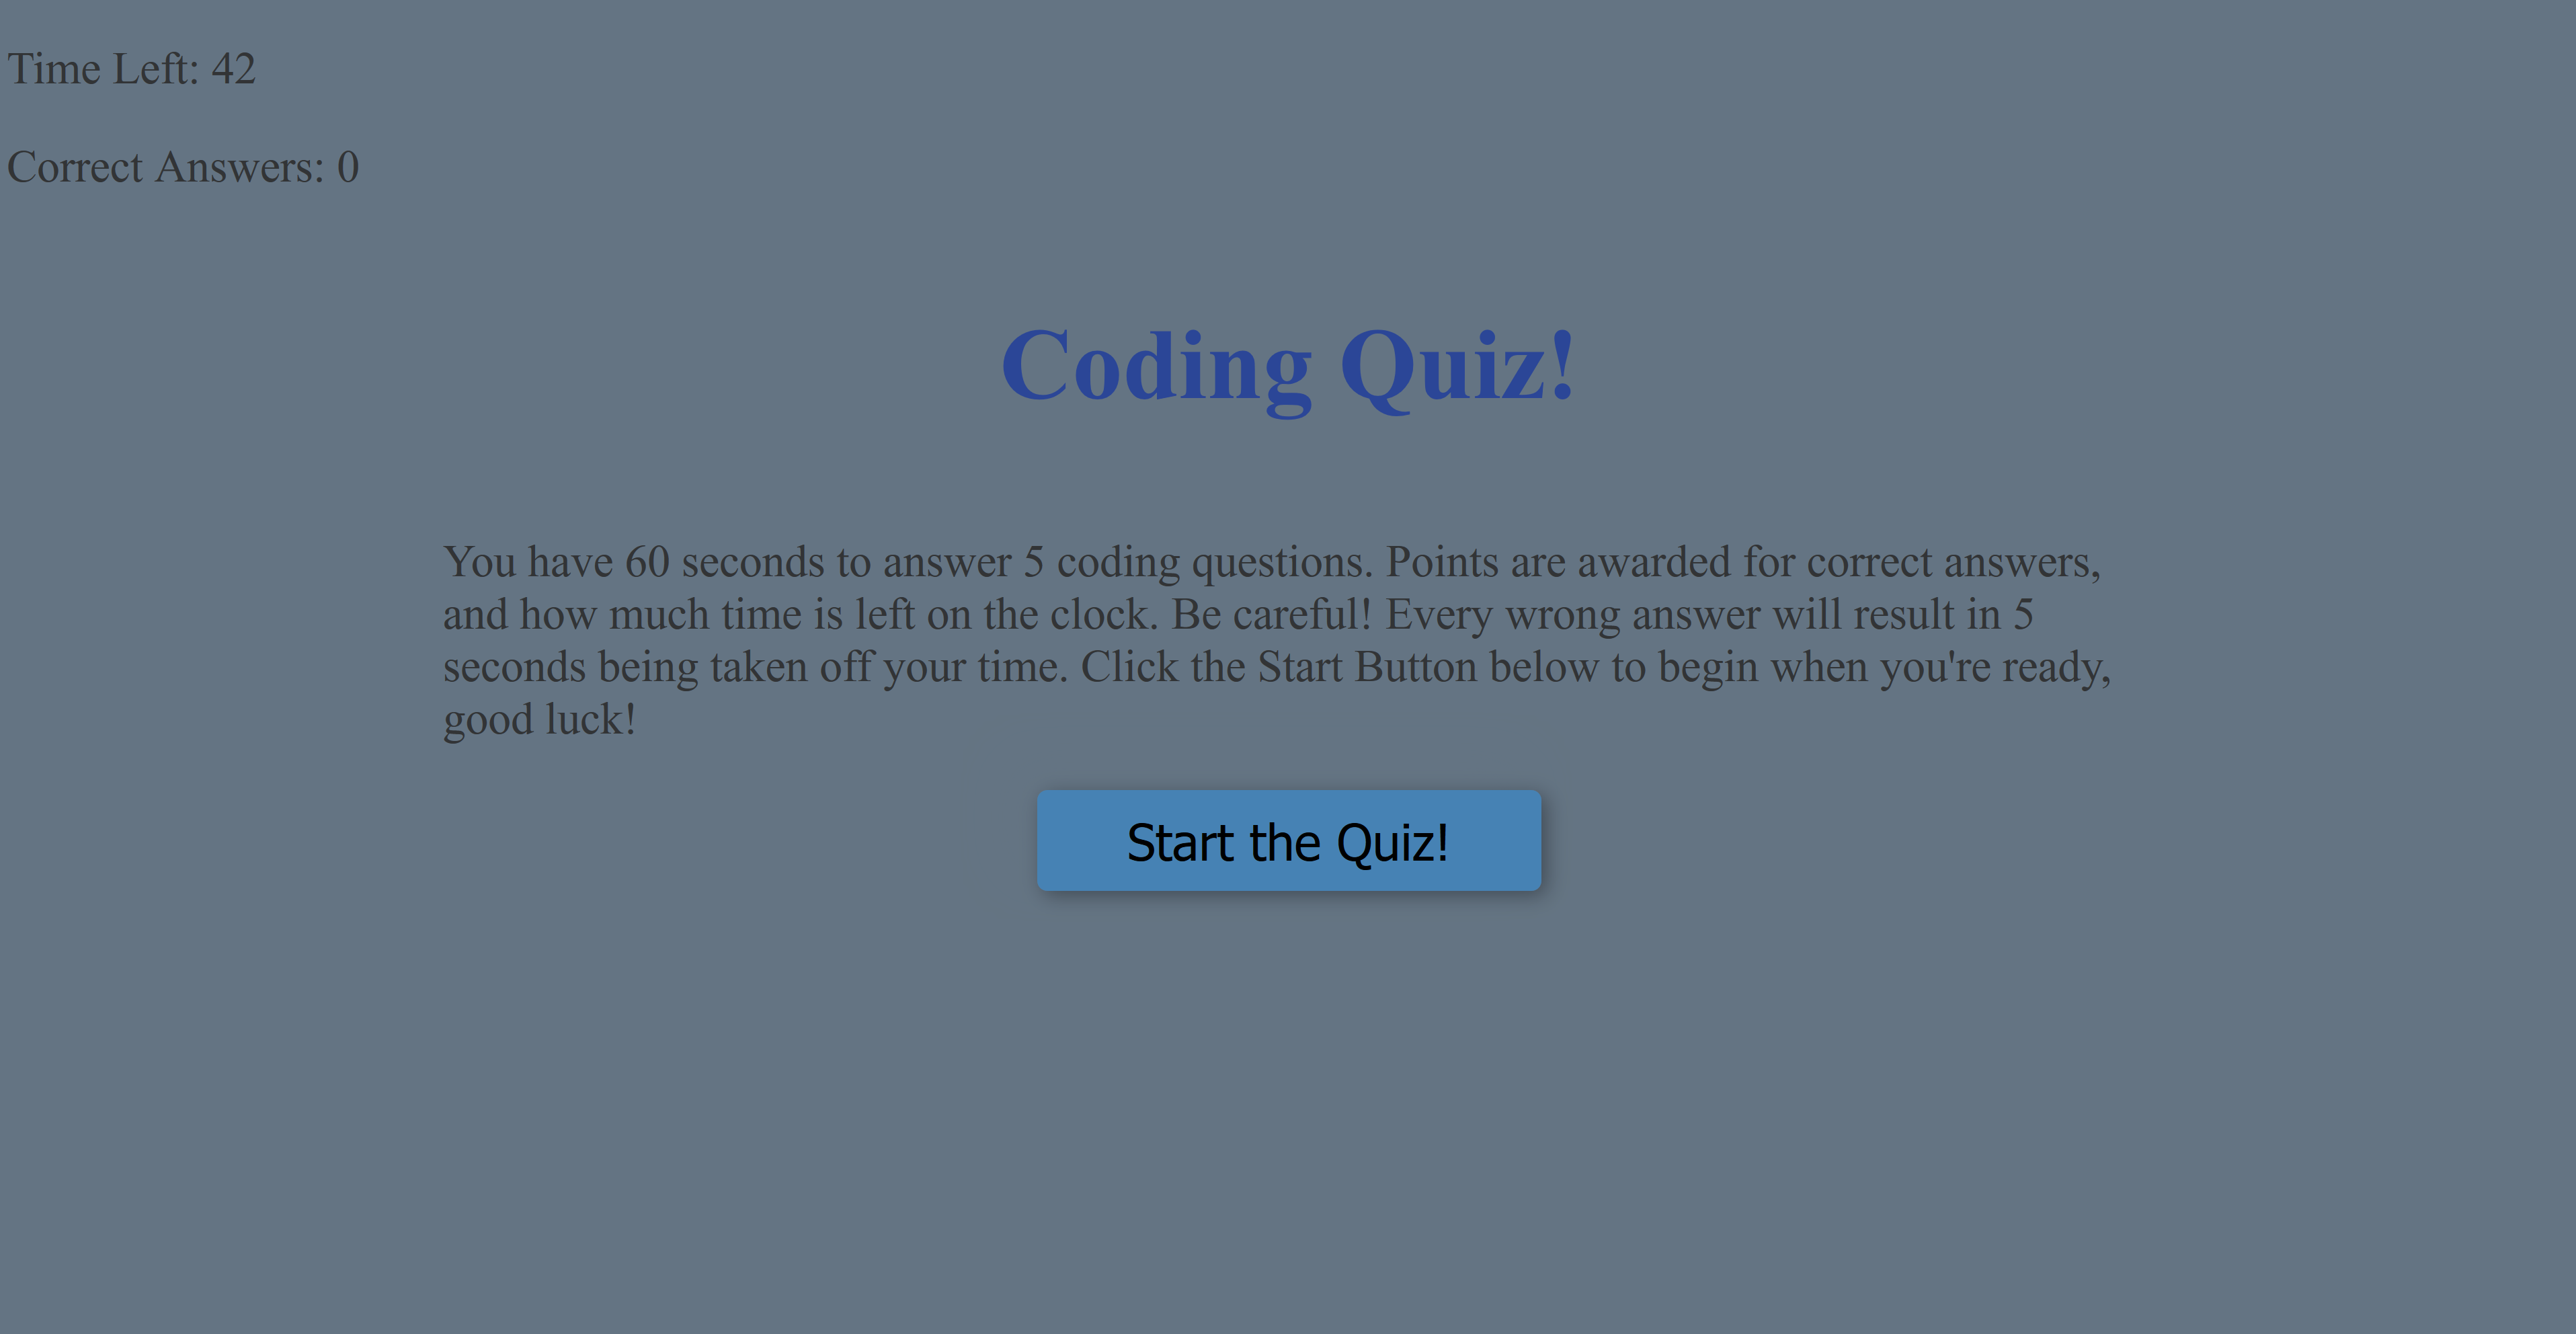 Time Left: 42
Correct Answers: 0
Coding Quiz!
You have 60 seconds to answer 5 coding questions. Points are awarded for correct answers,
and how much time is left on the clock. Be careful! Every wrong answer will result in 5
seconds being taken off your time. Click the Start Button below to begin when you're ready,
good luck!
Start the Quiz!